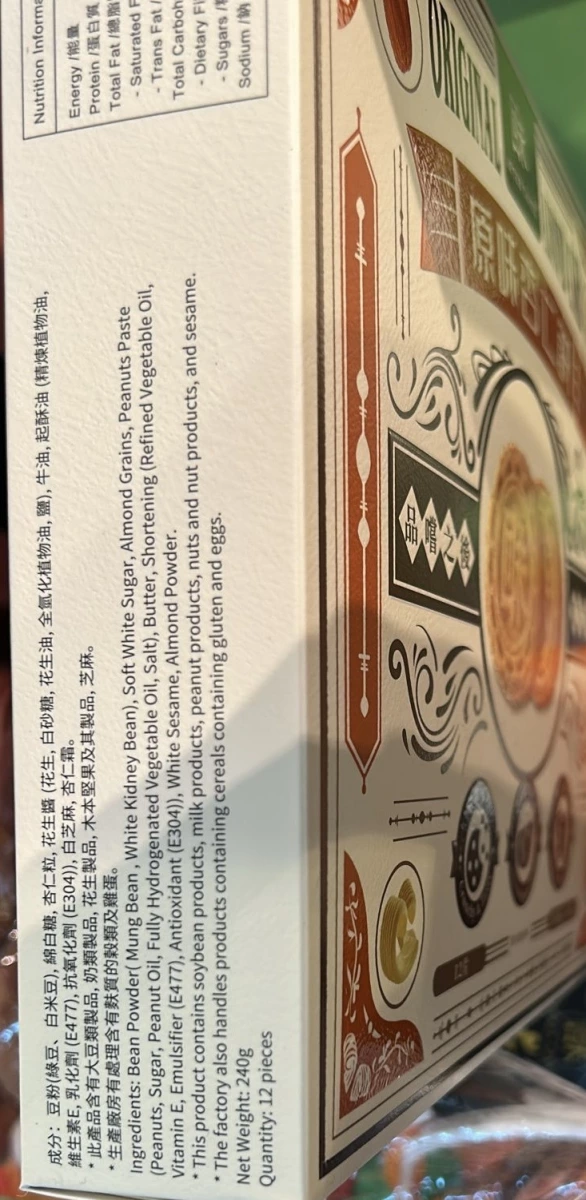 成分：豆粉(綠豆、白米豆), 綿白糖, 杏仁粒, 花生醬 (花生, 白砂糖, 花生油, 全氫化植物油, 鹽), 牛油, 起酥油 (精煉植物油,
維生素E, 乳化劑 (E477), 抗氧化劑 (E304)), 白芝麻, 杏仁霜。
* 此產品含有大豆類製品, 奶類製品, 花生製品, 木本堅果及其製品, 芝麻。
* 生產廠房有處理含有麩質的穀類及雞蛋。
Ingredients: Bean Powder( Mung Bean , White Kidney Bean), Soft White Sugar, Almond Grains, Peanuts Paste
(Peanuts, Sugar, Peanut Oil, Fully Hydrogenated Vegetable Oil, Salt), Butter, Shortening (Refined Vegetable Oil,
Vitamin E, Emulsifier (E477), Antioxidant (E304)), White Sesame, Almond Powder.
* This product contains soybean products, milk products, peanut products, nuts and nut products, and sesame.
* The factory also handles products containing cereals containing gluten and eggs.
Net Weight: 240g
Quantity: 12 pieces
Nutrition Informa
Energy /能量
Protein /蛋白質
Total Fat /總脂
- Saturated F
- Trans Fat /
Total Carboh
- Dietary Fi
- Sugars /
Sodium /鈉
ORIGINAL
原味杏仁
品
之